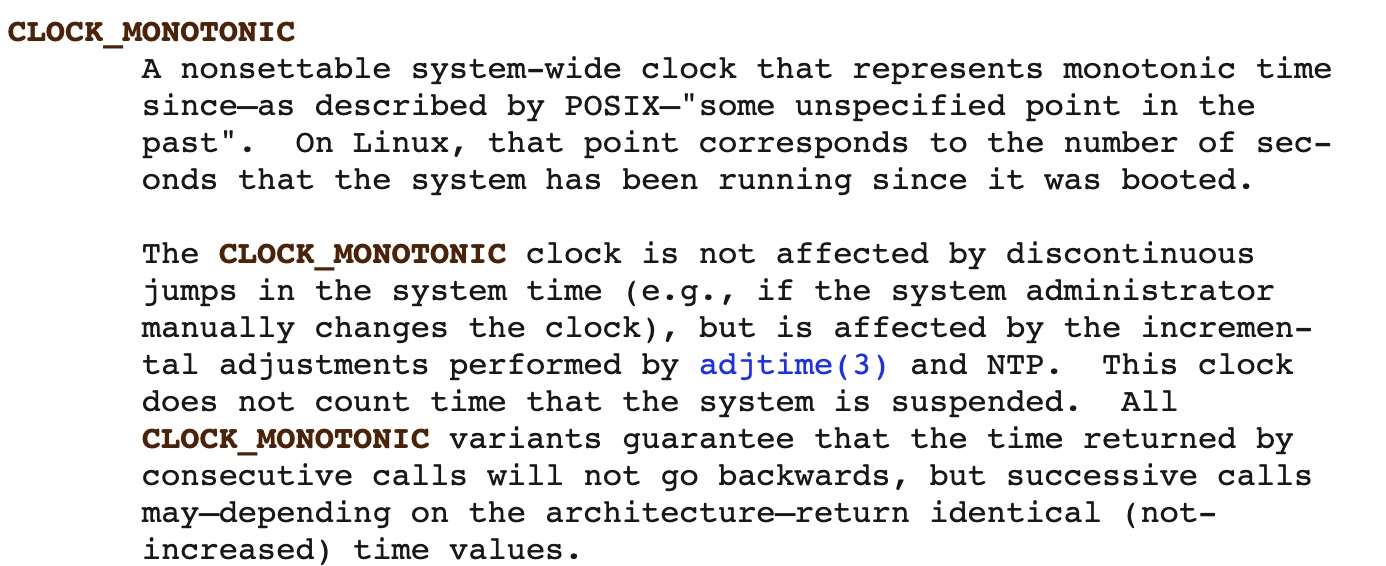 CLOCK_MONOTONIC
A nonsettable system-wide clock that represents monotonic time
since—as described by POSIX—"some unspecified point in the
past".  On Linux, that point corresponds to the number of sec-
onds that the system has been running since it was booted.
The CLOCK_MONOTONIC clock is not affected by discontinuous
jumps in the system time (e.g., if the system administrator
manually changes the clock), but is affected by the incremen-
tal adjustments performed by adjtime(3) and NTP.  This clock
does not count time that the system is suspended.  All
CLOCK_MONOTONIC variants guarantee that the time returned by
consecutive calls will not go backwards, but successive calls
may—depending on the architecture—return identical (not-
increased) time values.